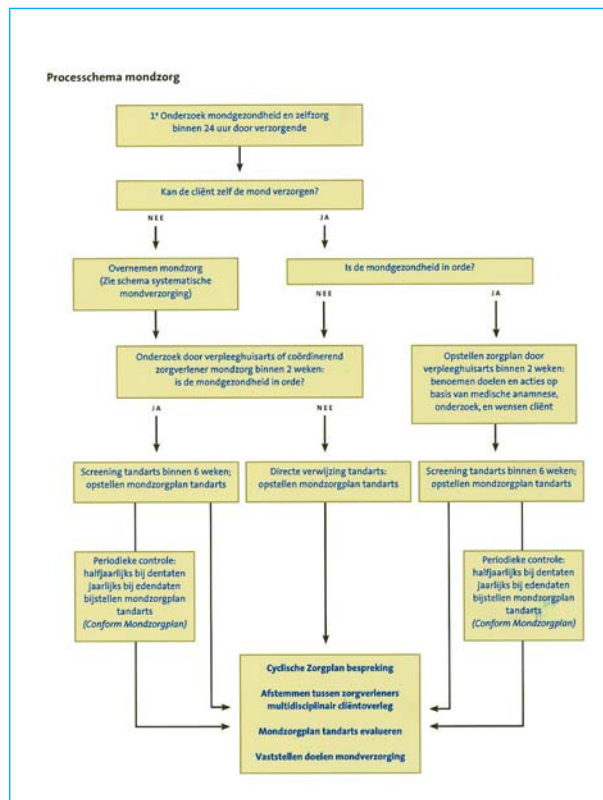 Processchema mondzorg
1e Onderzoek mondgezondheid en zelfzorg
binnen 24 uur door verzorgende
Kan de cliënt zelf de mond verzorgen?
NEE
JA
Overnemen mondzorg
(Zie schema systematische
mondverzorging)
Is de mondgezondheid in orde?
NEE
JA
Onderzoek door verpleeghuisarts of coördinerend
zorgverlener mondzorg binnen 2 weken:
is de mondgezondheid in orde?
Opstellen zorgplan door
verpleeghuisarts binnen 2 weken:
benoemen doelen en acties op
basis van medische anamnese,
onderzoek, en wensen cliënt
JA
NEE
Screening tandarts binnen 6 weken;
opstellen mondzorgplan tandarts
Directe verwijzing tandarts:
opstellen mondzorgplan tandarts
Screening tandarts binnen 6 weken;
opstellen mondzorgplan tandarts
Periodieke controle:
halfjaarlijks bij dentaten
jaarlijks bij edendaten
bijstellen mondzorgplan
tandarts
(Conform Mondzorgplan)
Periodieke controle:
halfjaarlijks bij dentaten
jaarlijks bij edendaten
bijstellen mondzorgplan
tandarts
(Conform Mondzorgplan)
Cyclische Zorgplan bespreking
Afstemmen tussen zorgverleners
multidisciplinair cliëntoverleg
Mondzorgplan tandarts evalueren
Vaststellen doelen mondverzorging